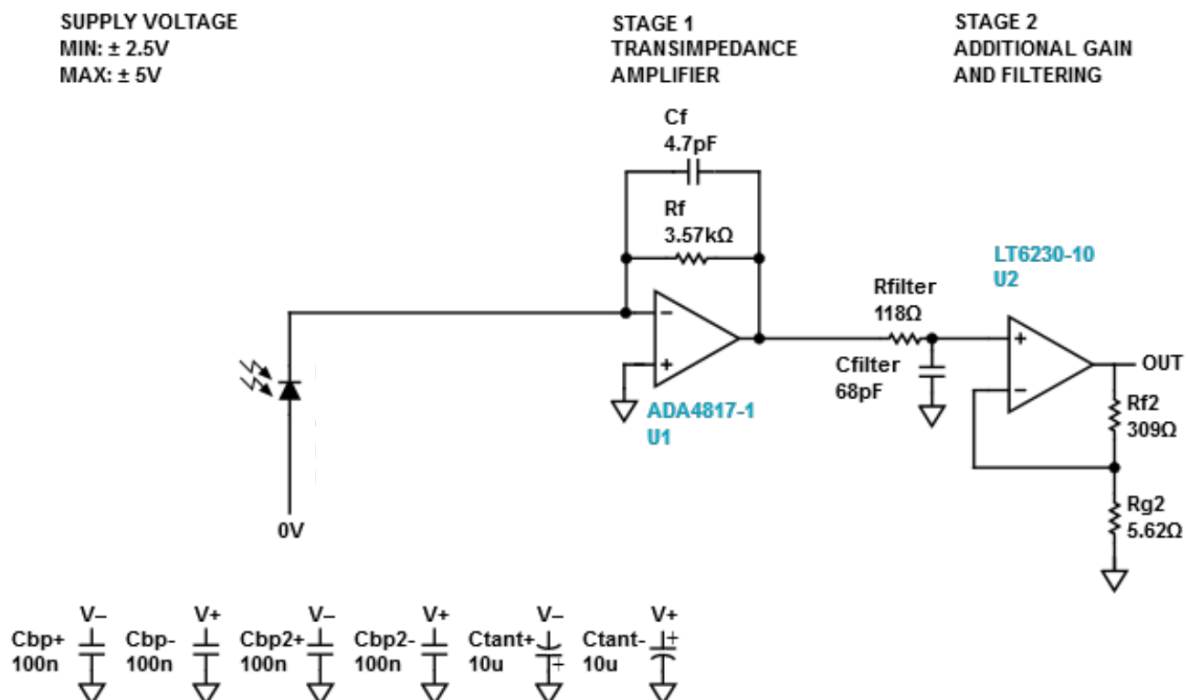 SUPPLY VOLTAGE
MIN: ± 2.5V
MAX: ± 5V
STAGE 1
TRANSIMPEDANCE
AMPLIFIER
STAGE 2
ADDITIONAL GAIN
AND FILTERING
Cf
4.7pF
Rf
3.57kΩ
ADA4817-1
U1
Rfilter
118Ω
Cfilter
68pF
LT6230-10
U2
OUT
Rf2
309Ω
Rg2
5.62Ω
0V
V–
Cbp+
100n
V+
Cbp-
100n
V–
Cbp2+
100n
V+
Cbp2-
100n
V–
Ctant+
10u
V+
Ctant-
10u